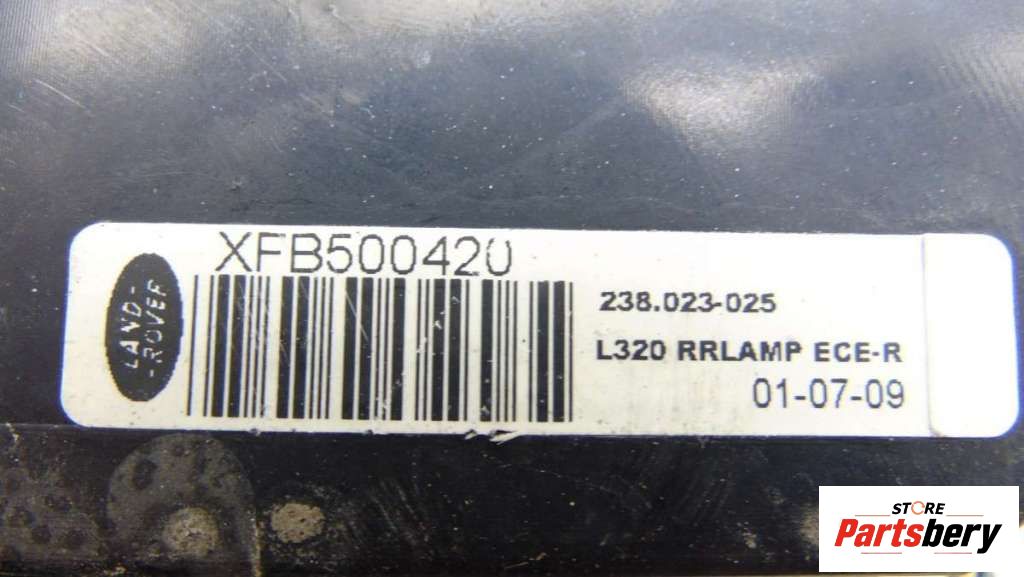 XFB500420
LAND-
-ROVER
238.023-025
L320 RRLAMP ECE-R
01-07-09
STORE
Partsbery